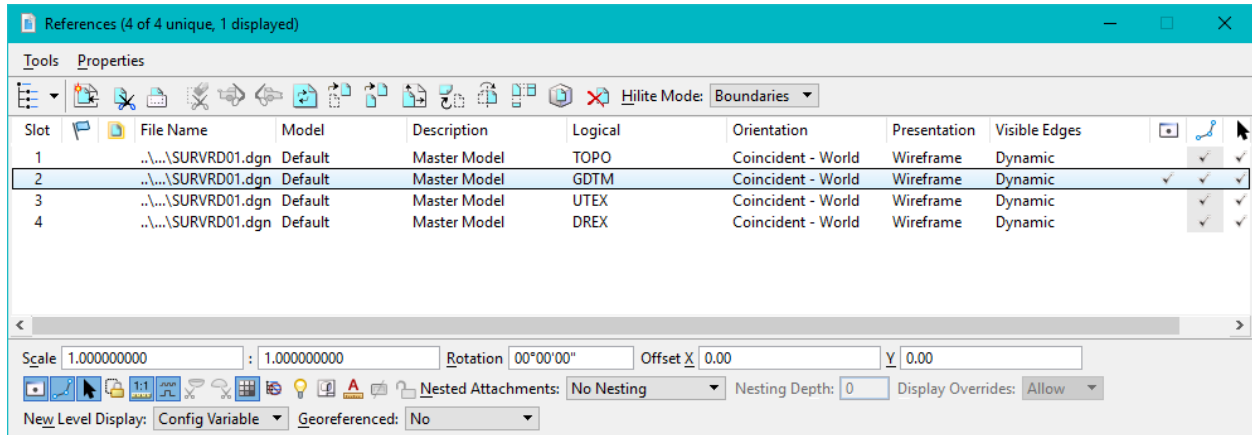 References (4 of 4 unique, 1 displayed)
Tools Properties
Hilite Mode: Boundaries
Slot File Name Model Description Logical Orientation Presentation Visible Edges
1 ..\...\SURVRD01.dgn Default Master Model TOPO Coincident - World Wireframe Dynamic
2 ..\...\SURVRD01.dgn Default Master Model GDTM Coincident - World Wireframe Dynamic
3 ..\...\SURVRD01.dgn Default Master Model UTEX Coincident - World Wireframe Dynamic
4 ..\...\SURVRD01.dgn Default Master Model DREX Coincident - World Wireframe Dynamic
Scale 1.000000000 : 1.000000000 Rotation 00°00'00" Offset X 0.00 Y 0.00
1:1 A Nested Attachments: No Nesting Nesting Depth: 0 Display Overrides: Allow
New Level Display: Config Variable Georeferenced: No